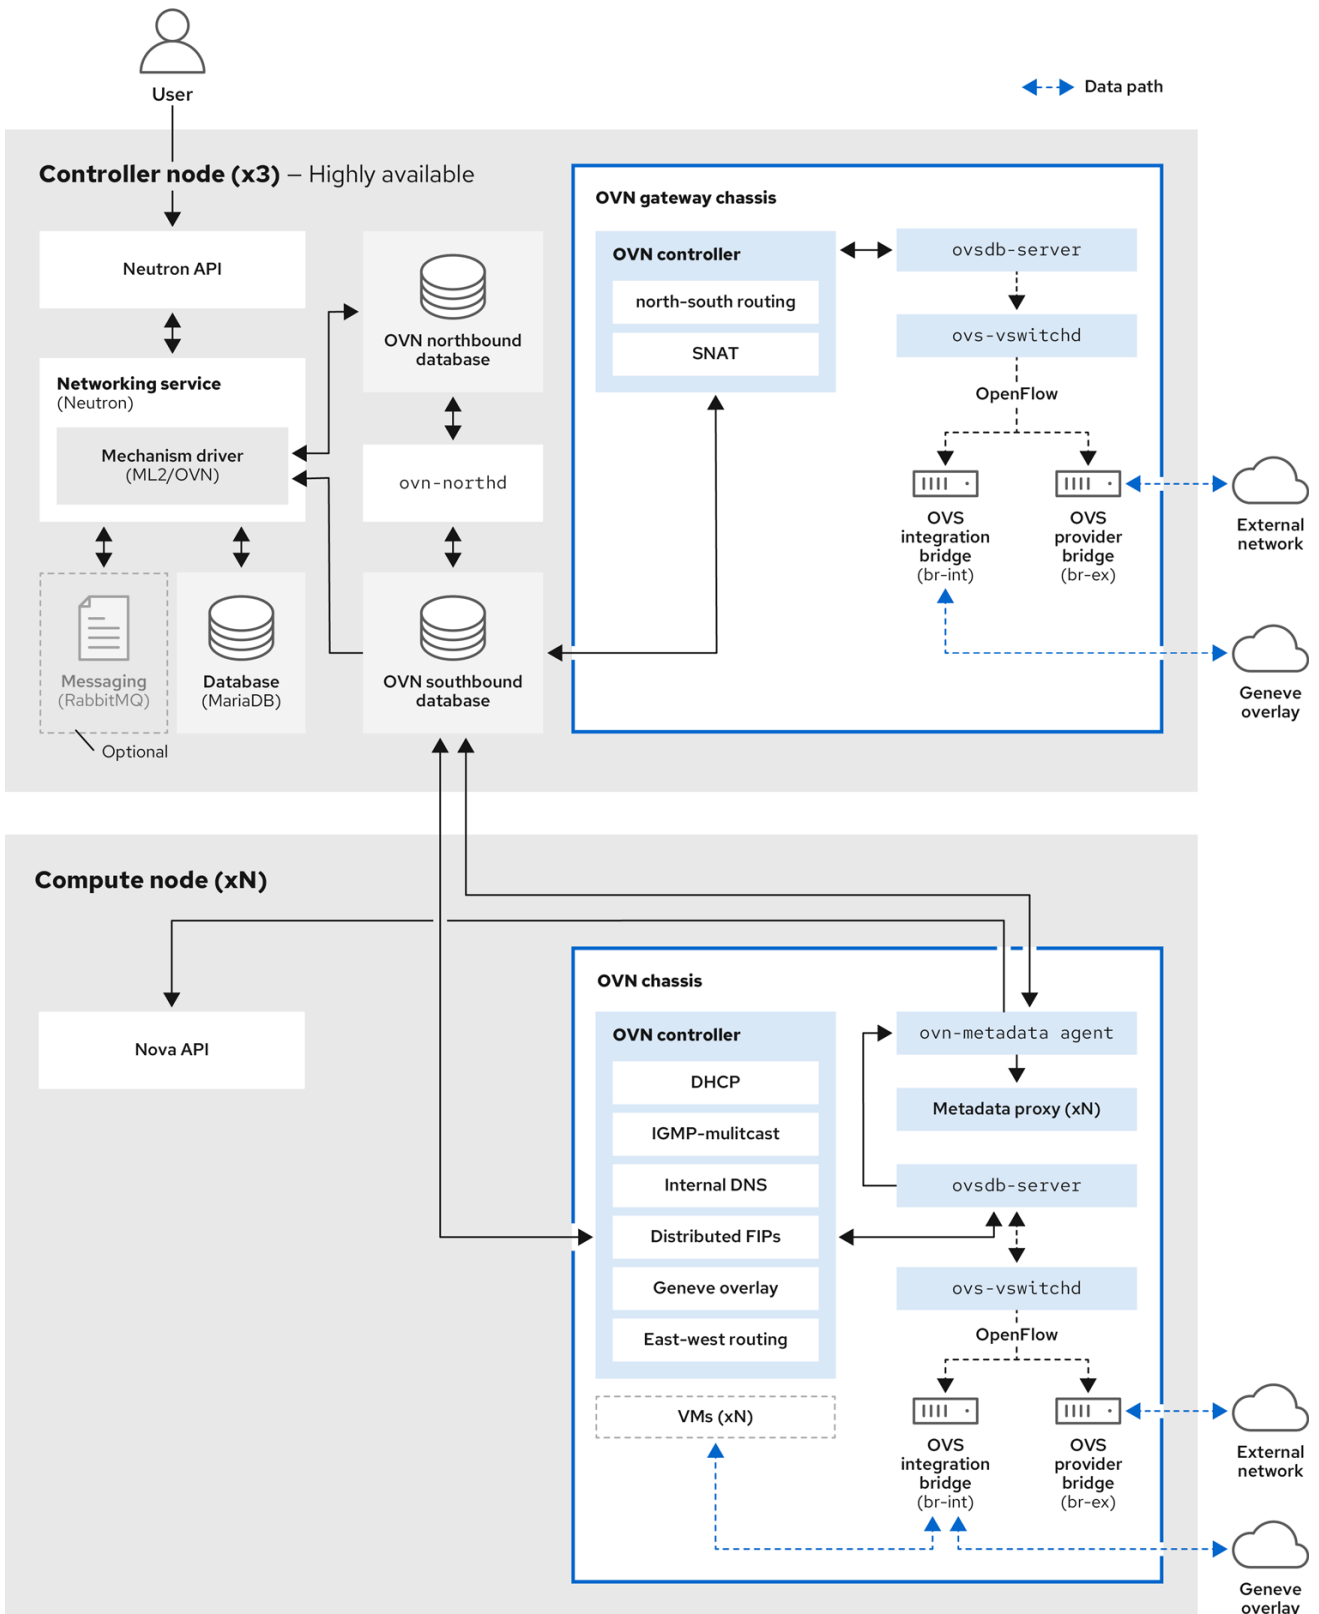 User
Data path
Controller node (x3) – Highly available
Neutron API
Networking service
(Neutron)
Mechanism driver
(ML2/OVN)
Messaging
(RabbitMQ)
Optional
Database
(MariaDB)
OVN northbound
database
ovn-northd
OVN southbound
database
OVN gateway chassis
OVN controller
north-south routing
SNAT
ovsdb-server
ovs-vswitchd
OpenFlow
OVS
integration
bridge
(br-int)
OVS
provider
bridge
(br-ex)
External
network
Geneve
overlay
Compute node (xN)
Nova API
OVN chassis
OVN controller
DHCP
IGMP-mulitcast
Internal DNS
Distributed FIPs
Geneve overlay
East-west routing
VMs (xN)
ovn-metadata agent
Metadata proxy (xN)
ovsdb-server
ovs-vswitchd
OpenFlow
OVS
integration
bridge
(br-int)
OVS
provider
bridge
(br-ex)
External
network
Geneve
overlay